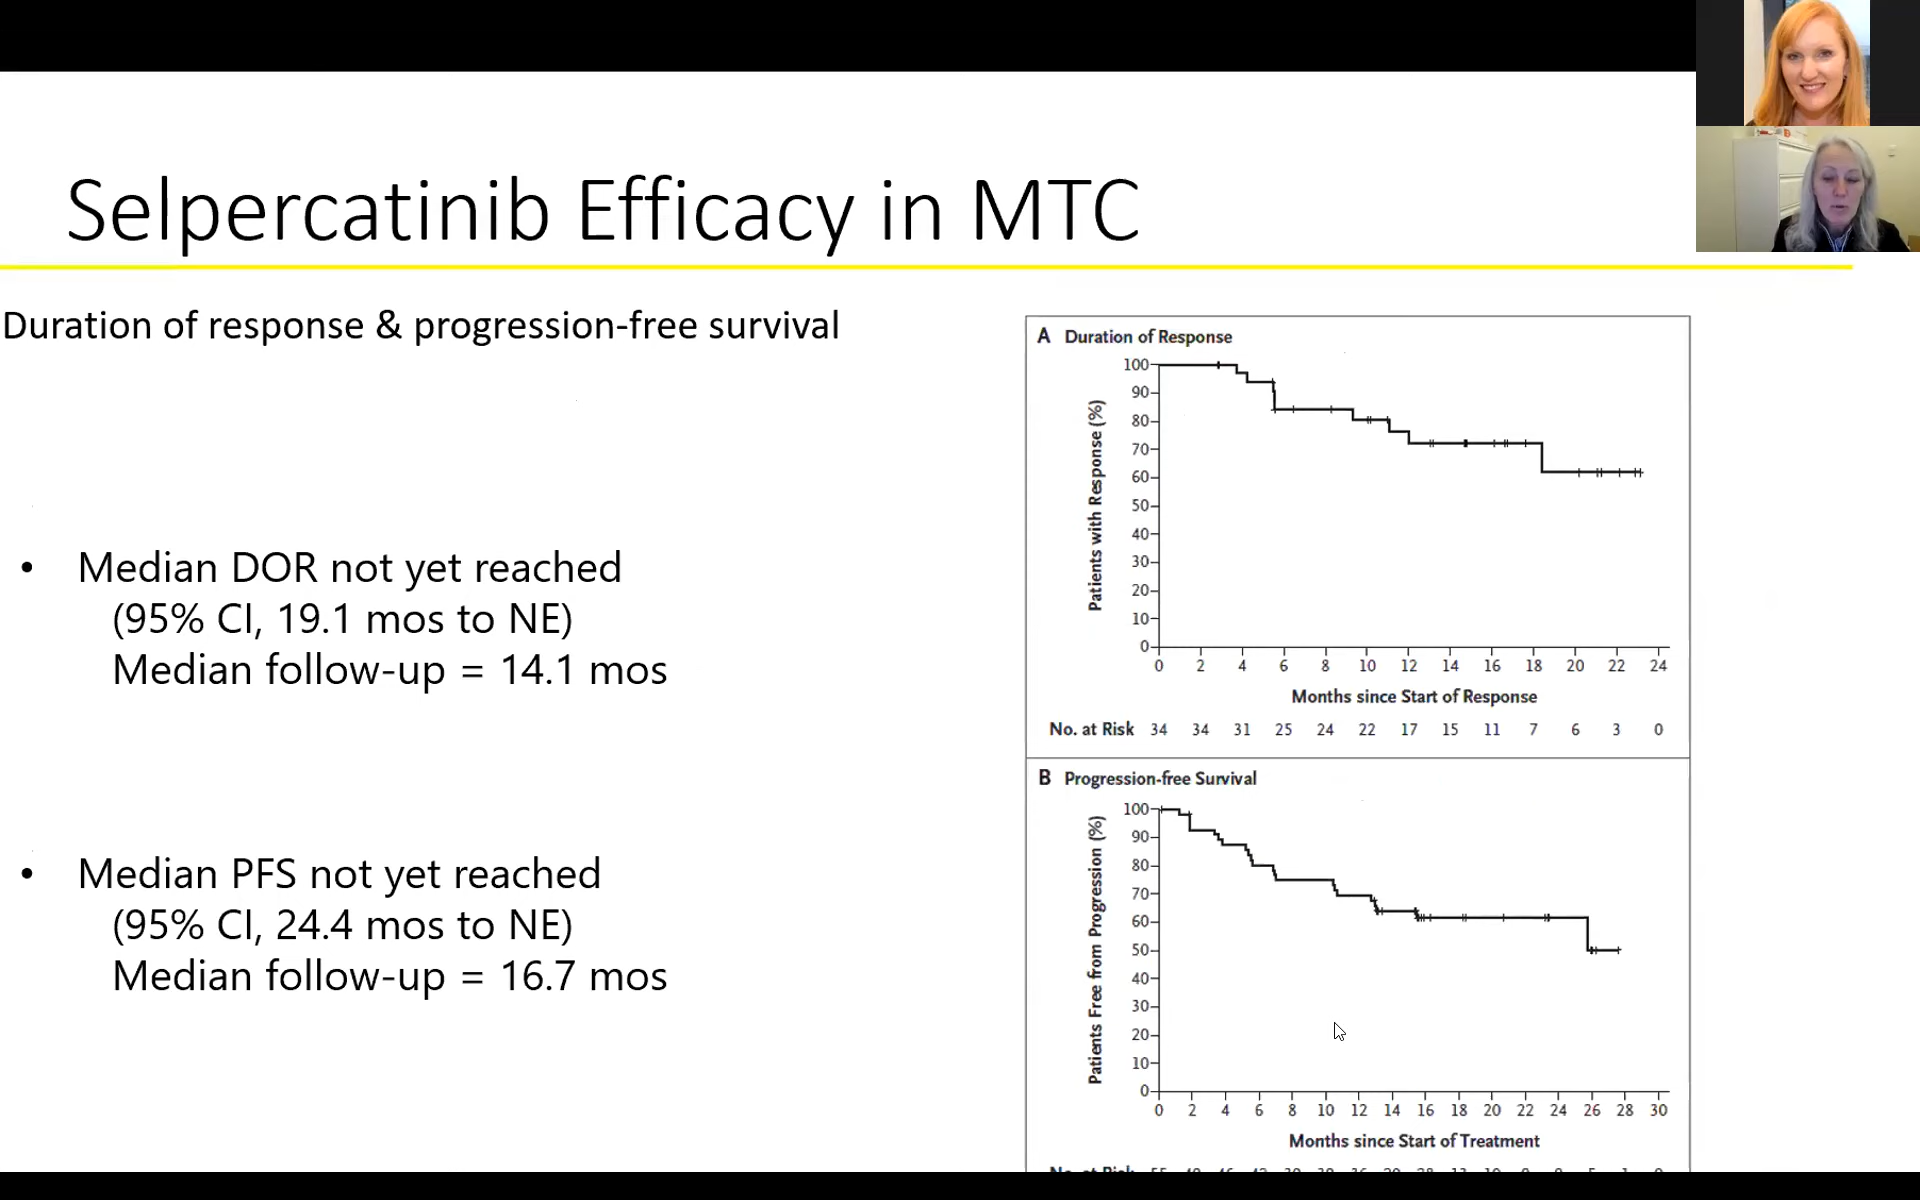 Selpercatinib Efficacy in MTC
Duration of response & progression-free survival
• Median DOR not yet reached
(95% CI, 19.1 mos to NE)
Median follow-up = 14.1 mos
• Median PFS not yet reached
(95% CI, 24.4 mos to NE)
Median follow-up = 16.7 mos
A Duration of Response
Patients with Response (%)
100
90
80
70
60
50
40
30
20
10
0
0 2 4 6 8 10 12 14 16 18 20 22 24
Months since Start of Response
No. at Risk 34 34 31 25 24 22 17 15 11 7 6 3 0
B Progression-free Survival
Patients Free from Progression (%)
100
90
80
70
60
50
40
30
20
10
0
0 2 4 6 8 10 12 14 16 18 20 22 24 26 28 30
Months since Start of Treatment
No. at Risk